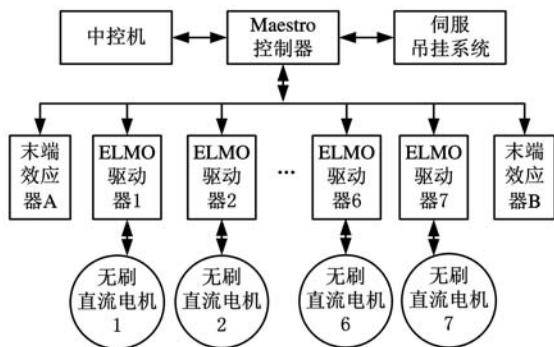 中控机
Maestro
控制器
伺服
吊挂系统
末端
效应
器A
ELMO
驱动
器1
ELMO
驱动
器2
...
ELMO
驱动
器6
ELMO
驱动
器7
末端
效应
器B
无刷
直流电机
1
无刷
直流电机
2
无刷
直流电机
6
无刷
直流电机
7